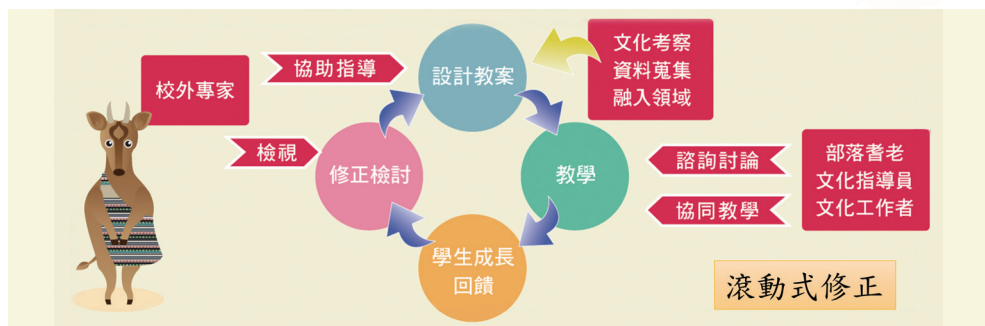 校外專家
協助指導
檢視
設計教案
文化考察
資料蒐集
融入領域
修正檢討
教學
諮詢討論
協同教學
部落耆老
文化指導員
文化工作者
學生成長
回饋
滾動式修正